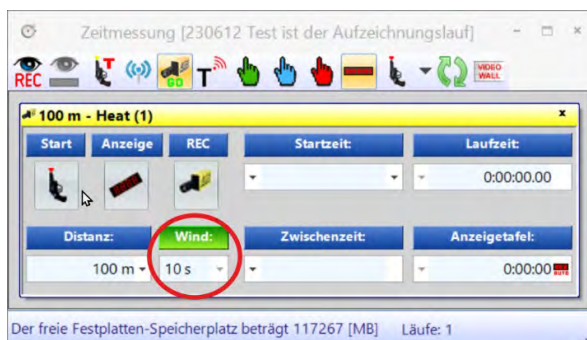 Zeitmessung [230612 Test ist der Aufzeichnungslauf]
REC T GO T VIDEO WALL
100 m - Heat (1) x
Start Anzeige REC Startzeit: Laufzeit:
0:00:00.00
Distanz: Wind: Zwischenzeit: Anzeigetafel:
100 m 10 s 0:00:00 AUTO
Der freie Festplatten-Speicherplatz beträgt 117267 [MB] Läufe: 1